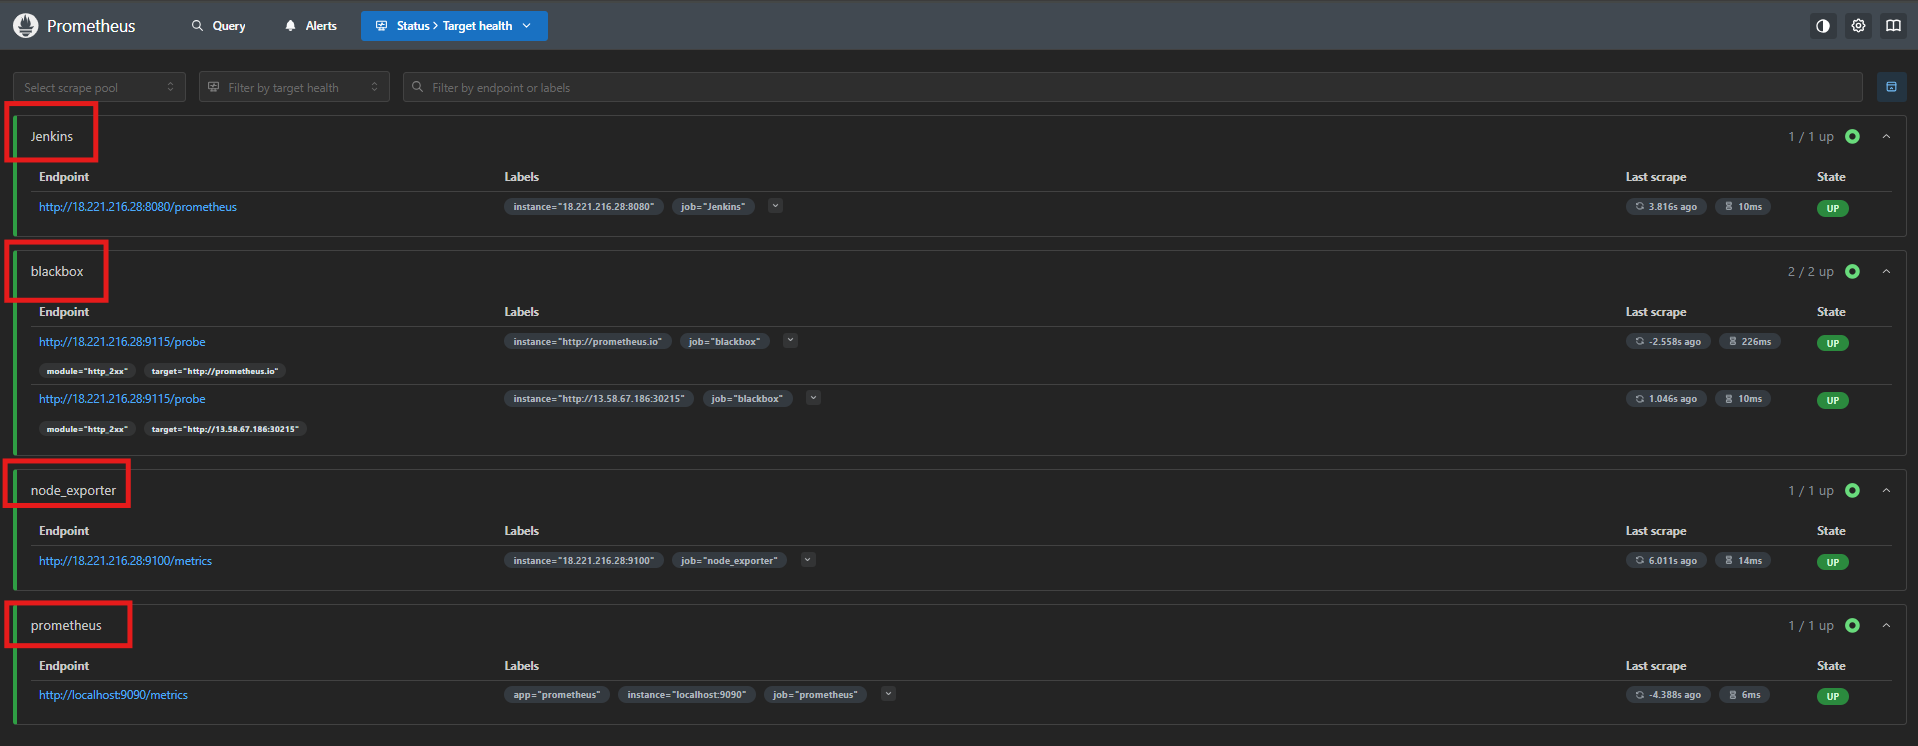 Prometheus Query Alerts Status > Target health
Select scrape pool Filter by target health Filter by endpoint or labels
Jenkins 1 / 1 up
Endpoint Labels Last scrape State
http://18.221.216.28:8080/prometheus instance="18.221.216.28:8080" job="Jenkins" 3.816s ago 10ms UP
blackbox 2 / 2 up
Endpoint Labels Last scrape State
http://18.221.216.28:9115/probe instance="http://prometheus.io" job="blackbox" -2.558s ago 226ms UP
module="http_2xx" target="http://prometheus.io"
http://18.221.216.28:9115/probe instance="http://13.58.67.186:30215" job="blackbox" 1.046s ago 10ms UP
module="http_2xx" target="http://13.58.67.186:30215"
node_exporter 1 / 1 up
Endpoint Labels Last scrape State
http://18.221.216.28:9100/metrics instance="18.221.216.28:9100" job="node_exporter" 6.011s ago 14ms UP
prometheus 1 / 1 up
Endpoint Labels Last scrape State
http://localhost:9090/metrics app="prometheus" instance="localhost:9090" job="prometheus" -4.388s ago 6ms UP